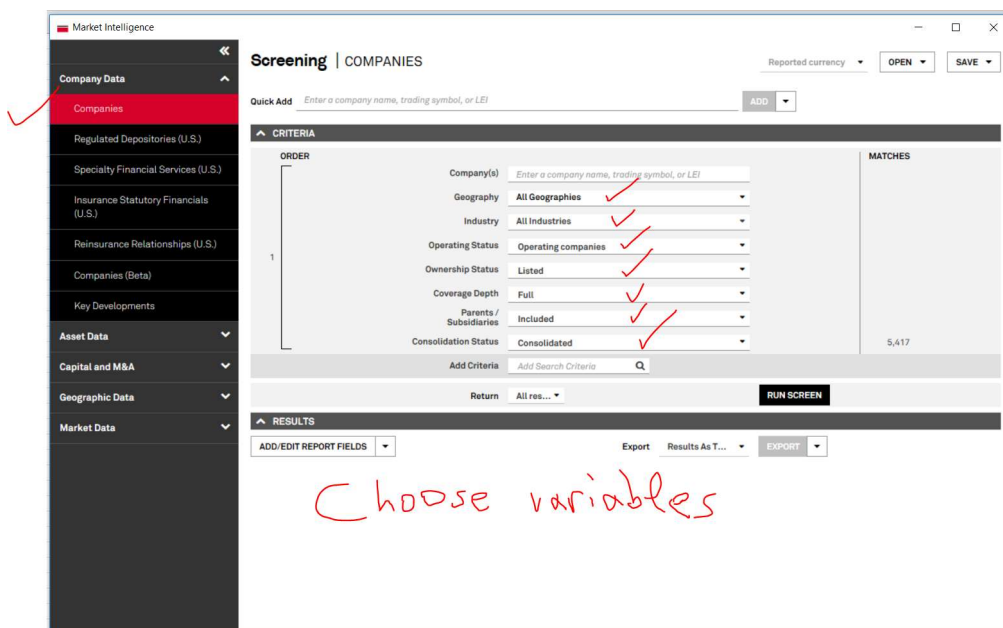 Market Intelligence
Company Data
Companies
Regulated Depositories (U.S.)
Specialty Financial Services (U.S.)
Insurance Statutory Financials
(U.S.)
Reinsurance Relationships (U.S.)
Companies (Beta)
Key Developments
Asset Data
Capital and M&A
Geographic Data
Market Data
Screening | COMPANIES
Reported currency OPEN SAVE
Quick Add Enter a company name, trading symbol, or LEI ADD
CRITERIA
ORDER MATCHES
1
Company(s) Enter a company name, trading symbol, or LEI
Geography All Geographies
Industry All Industries
Operating Status Operating companies
Ownership Status Listed
Coverage Depth Full
Parents /
Subsidiaries Included
Consolidation Status Consolidated 5,417
Add Criteria Add Search Criteria
Return All res... RUN SCREEN
RESULTS
ADD/EDIT REPORT FIELDS Export Results As T... EXPORT
Choose variables